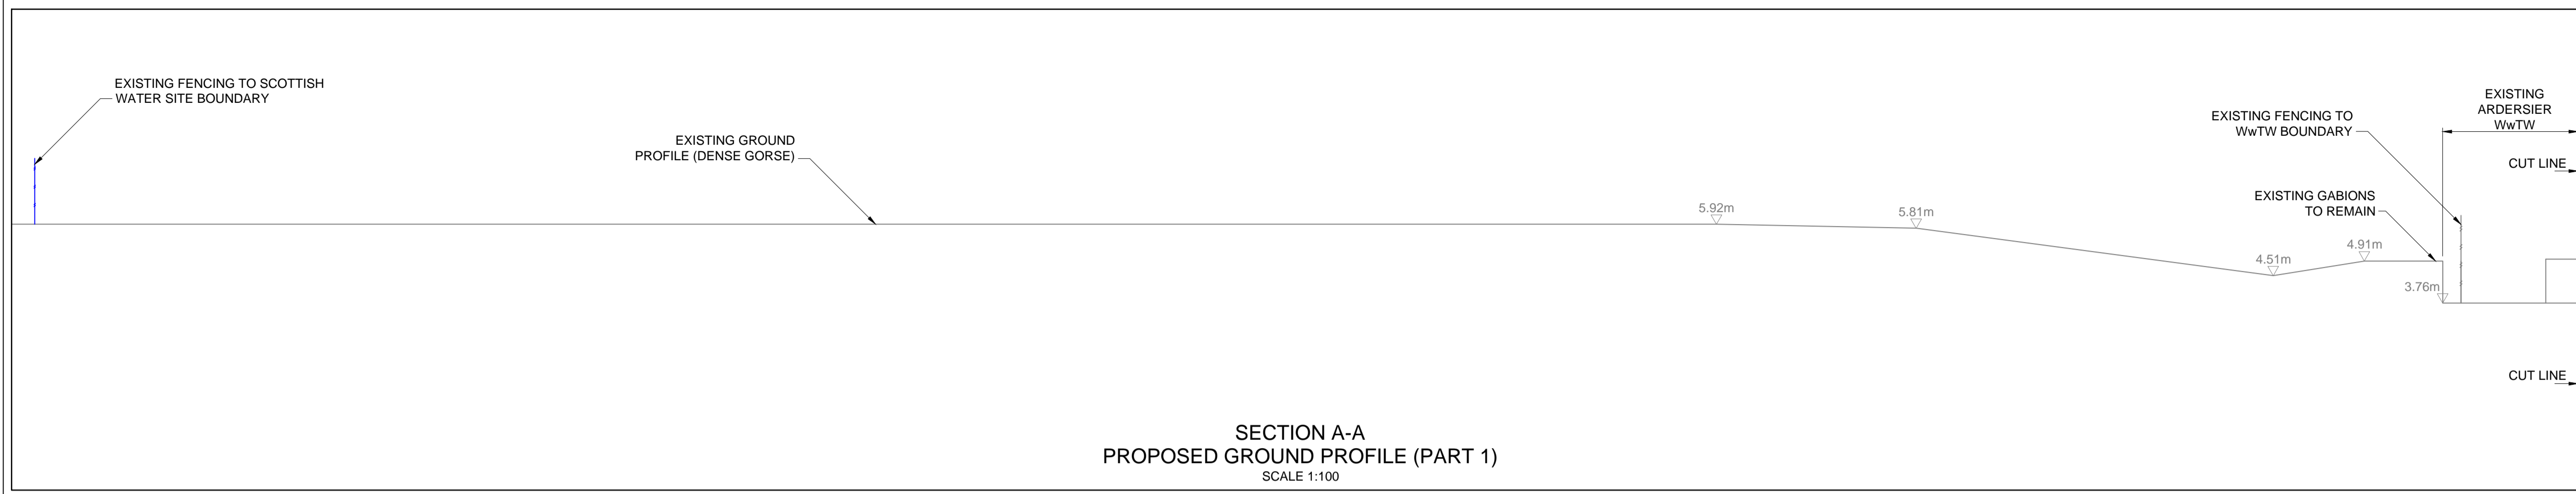 EXISTING FENCING TO SCOTTISH
WATER SITE BOUNDARY
EXISTING GROUND
PROFILE (DENSE GORSE)
5.92m
5.81m
4.51m
4.91m
3.76m
EXISTING FENCING TO
WwTW BOUNDARY
EXISTING GABIONS
TO REMAIN
EXISTING
ARDERSIER
WwTW
CUT LINE
CUT LINE
SECTION A-A
PROPOSED GROUND PROFILE (PART 1)
SCALE 1:100